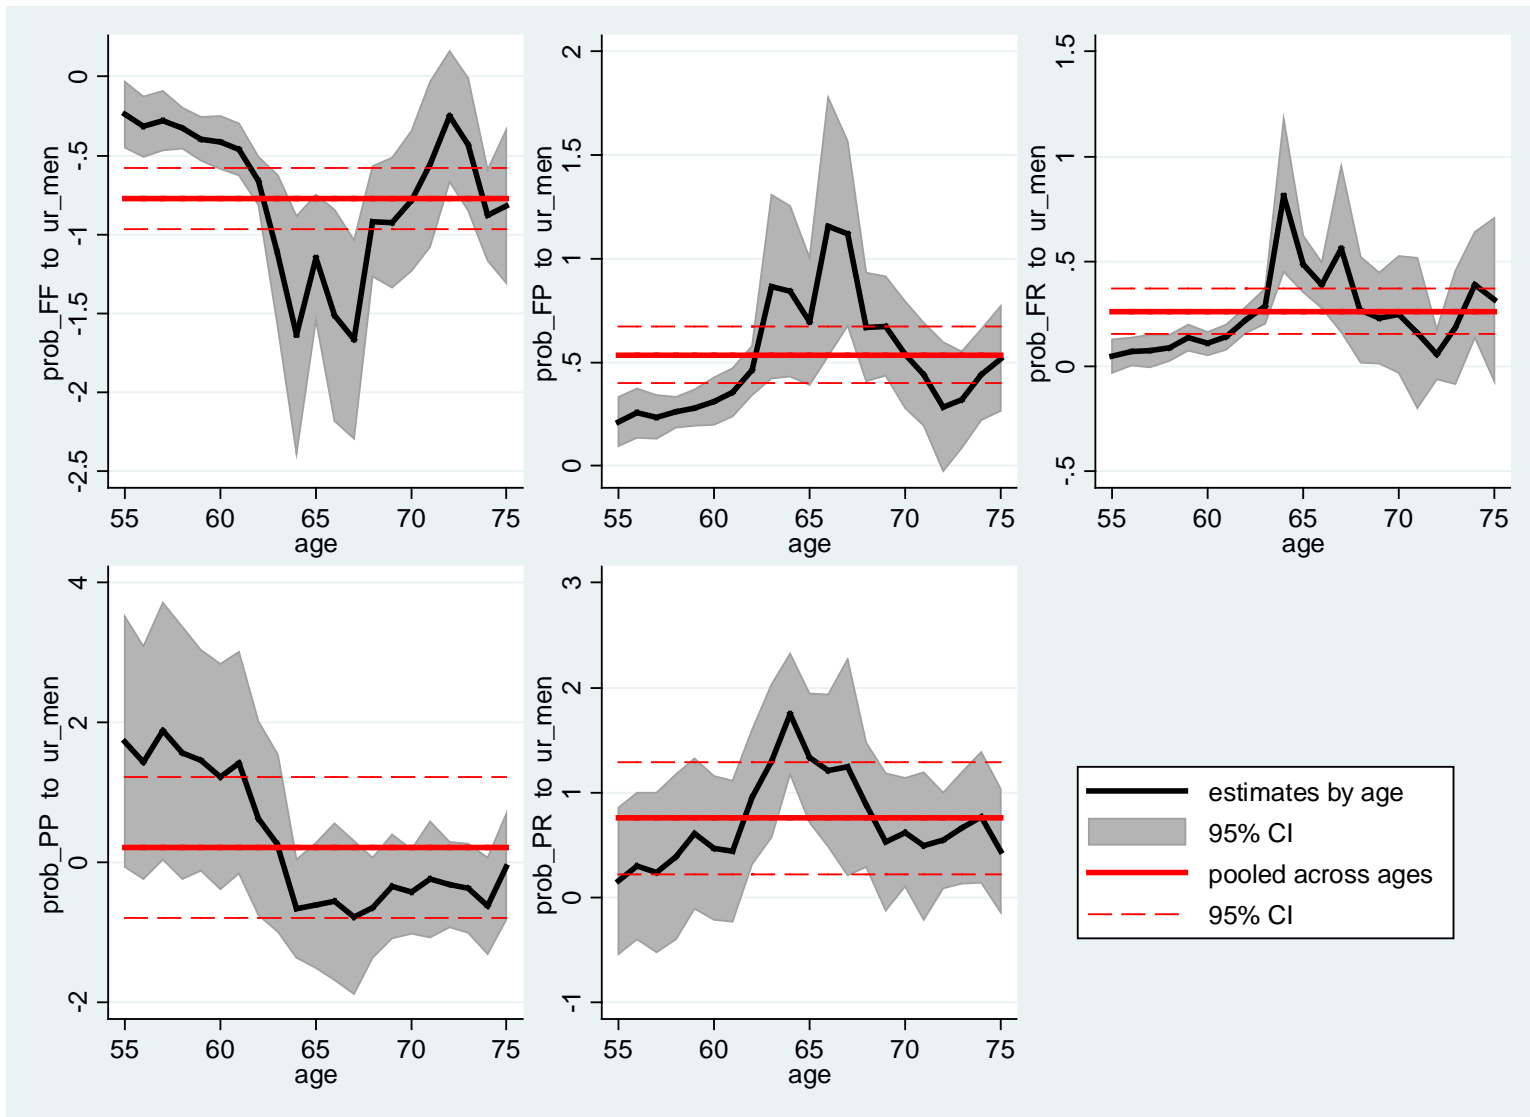 prob_FF to ur_men
0
-.5
-1
-1.5
-2
-2.5
55 60 65 70 75
age
prob_FP to ur_men
2
1.5
1
.5
0
55 60 65 70 75
age
prob_FR to ur_men
1.5
1
.5
0
-.5
55 60 65 70 75
age
prob_PP to ur_men
4
2
0
-2
55 60 65 70 75
age
prob_PR to ur_men
3
2
1
0
-1
55 60 65 70 75
age
estimates by age
95% CI
pooled across ages
95% CI